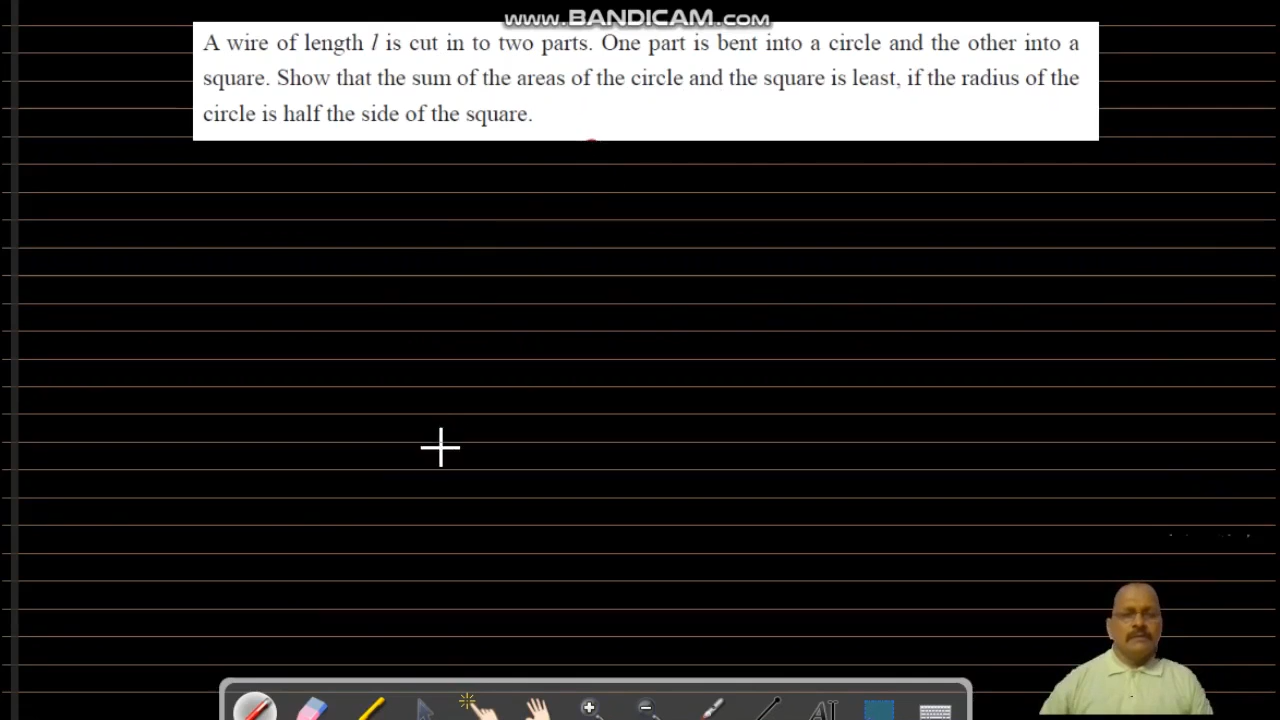 www.BANDICAM.com
A wire of length l is cut in to two parts. One part is bent into a circle and the other into a
square. Show that the sum of the areas of the circle and the square is least, if the radius of the
circle is half the side of the square.
AI